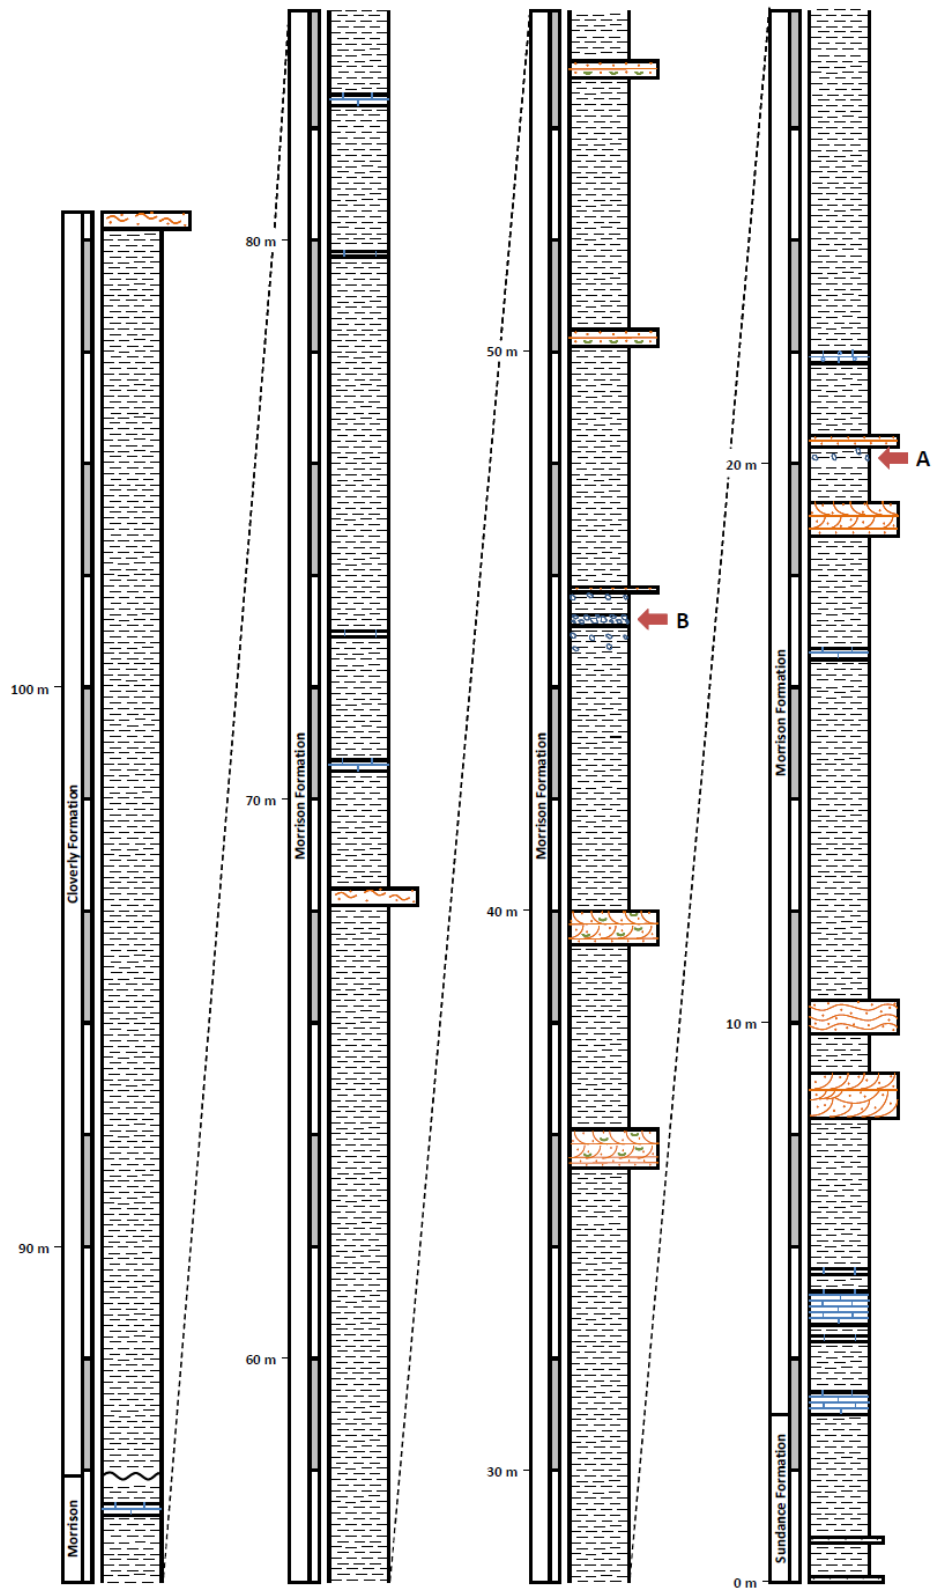 100 m
90 m
Cloverly Formation
Morrison
80 m
70 m
60 m
Morrison Formation
50 m
40 m
30 m
Morrison Formation
B
20 m
10 m
0 m
Morrison Formation
Sundance Formation
A